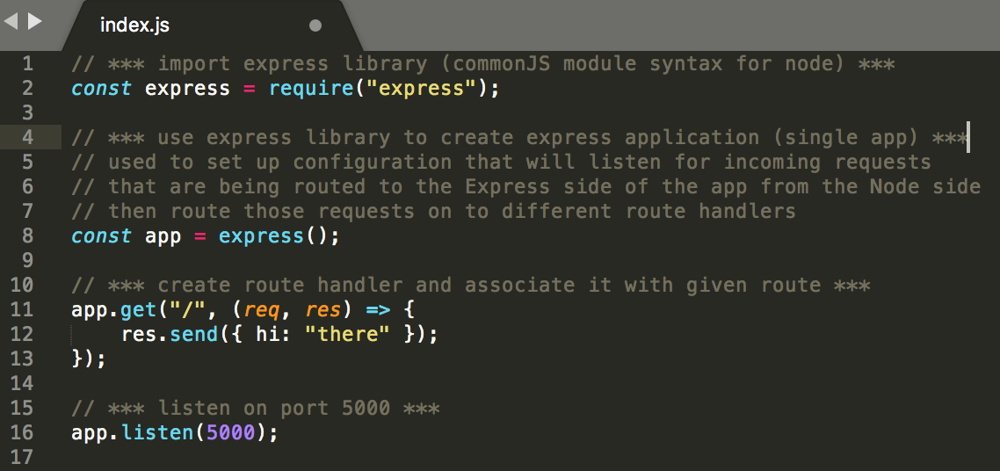 index.js
1 // *** import express library (commonJS module syntax for node) ***
2 const express = require("express");
3
4 // *** use express library to create express application (single app) ***
5 // used to set up configuration that will listen for incoming requests
6 // that are being routed to the Express side of the app from the Node side
7 // then route those requests on to different route handlers
8 const app = express();
9
10 // *** create route handler and associate it with given route ***
11 app.get("/", (req, res) => {
12     res.send({ hi: "there" });
13 });
14
15 // *** listen on port 5000 ***
16 app.listen(5000);
17